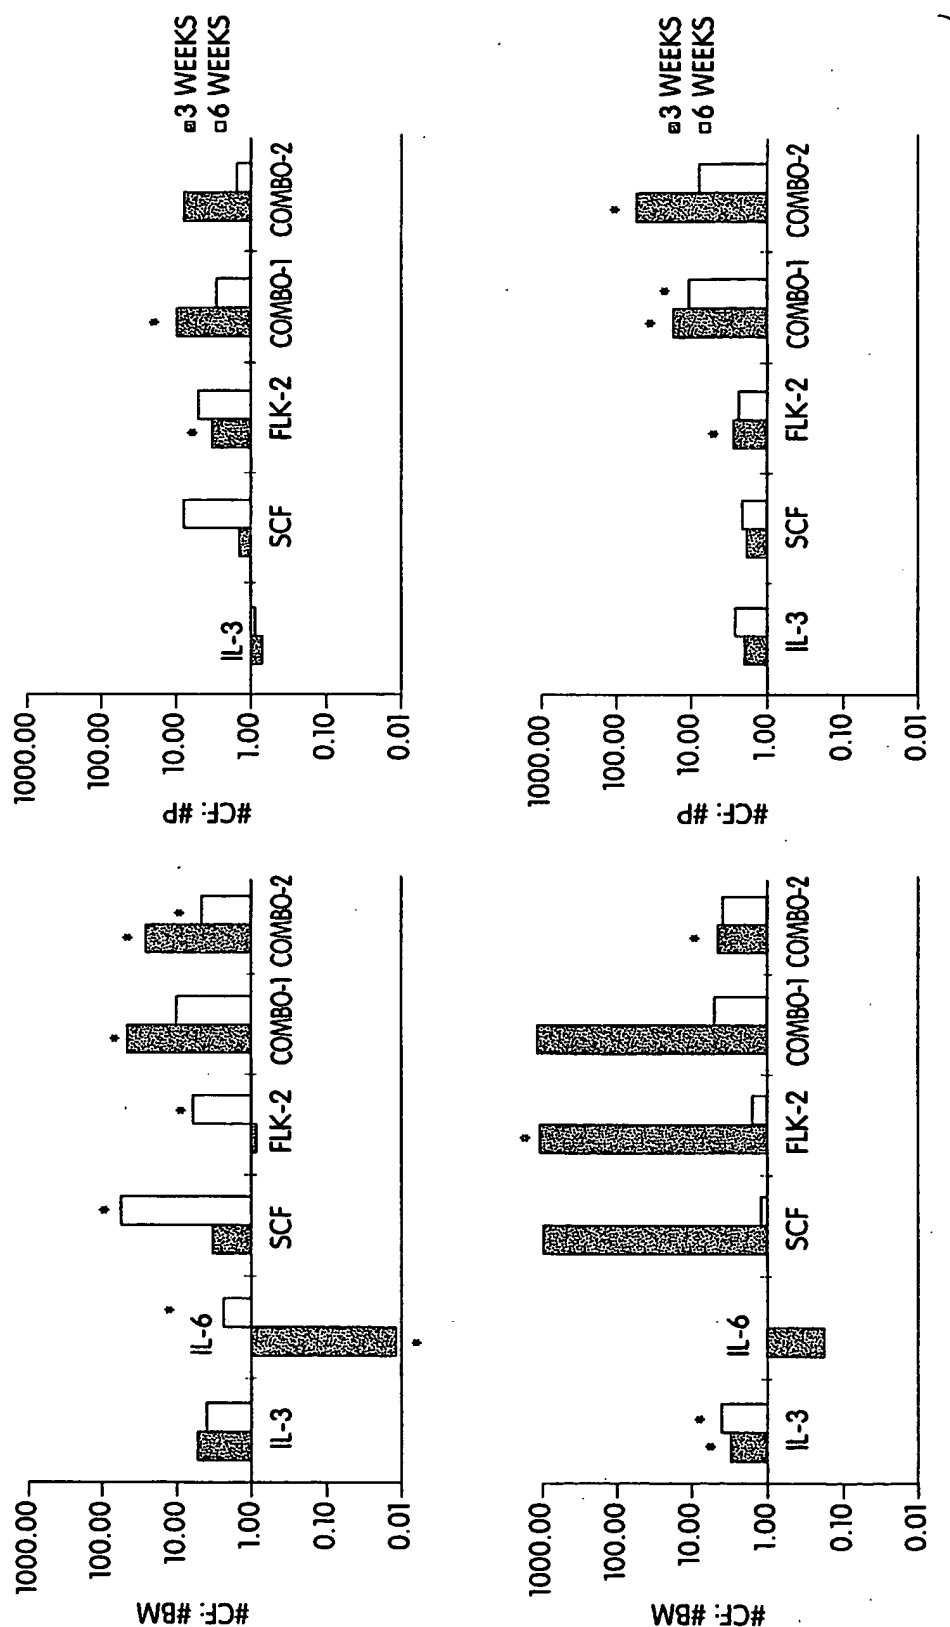 #CF: #BM
1000.00
100.00
10.00
1.00
0.10
0.01
IL-3
IL-6
SCF
FLK-2
COMBO-1
COMBO-2
*
*
*
*
*
*
*
#CF: #P
1000.00
100.00
10.00
1.00
0.10
0.01
IL-3
SCF
FLK-2
COMBO-1
COMBO-2
*
*
3 WEEKS
6 WEEKS
#CF: #BM
1000.00
100.00
10.00
1.00
0.10
0.01
IL-3
IL-6
SCF
FLK-2
COMBO-1
COMBO-2
*
*
*
*
#CF: #P
1000.00
100.00
10.00
1.00
0.10
0.01
IL-3
SCF
FLK-2
COMBO-1
COMBO-2
*
*
*
*
3 WEEKS
6 WEEKS